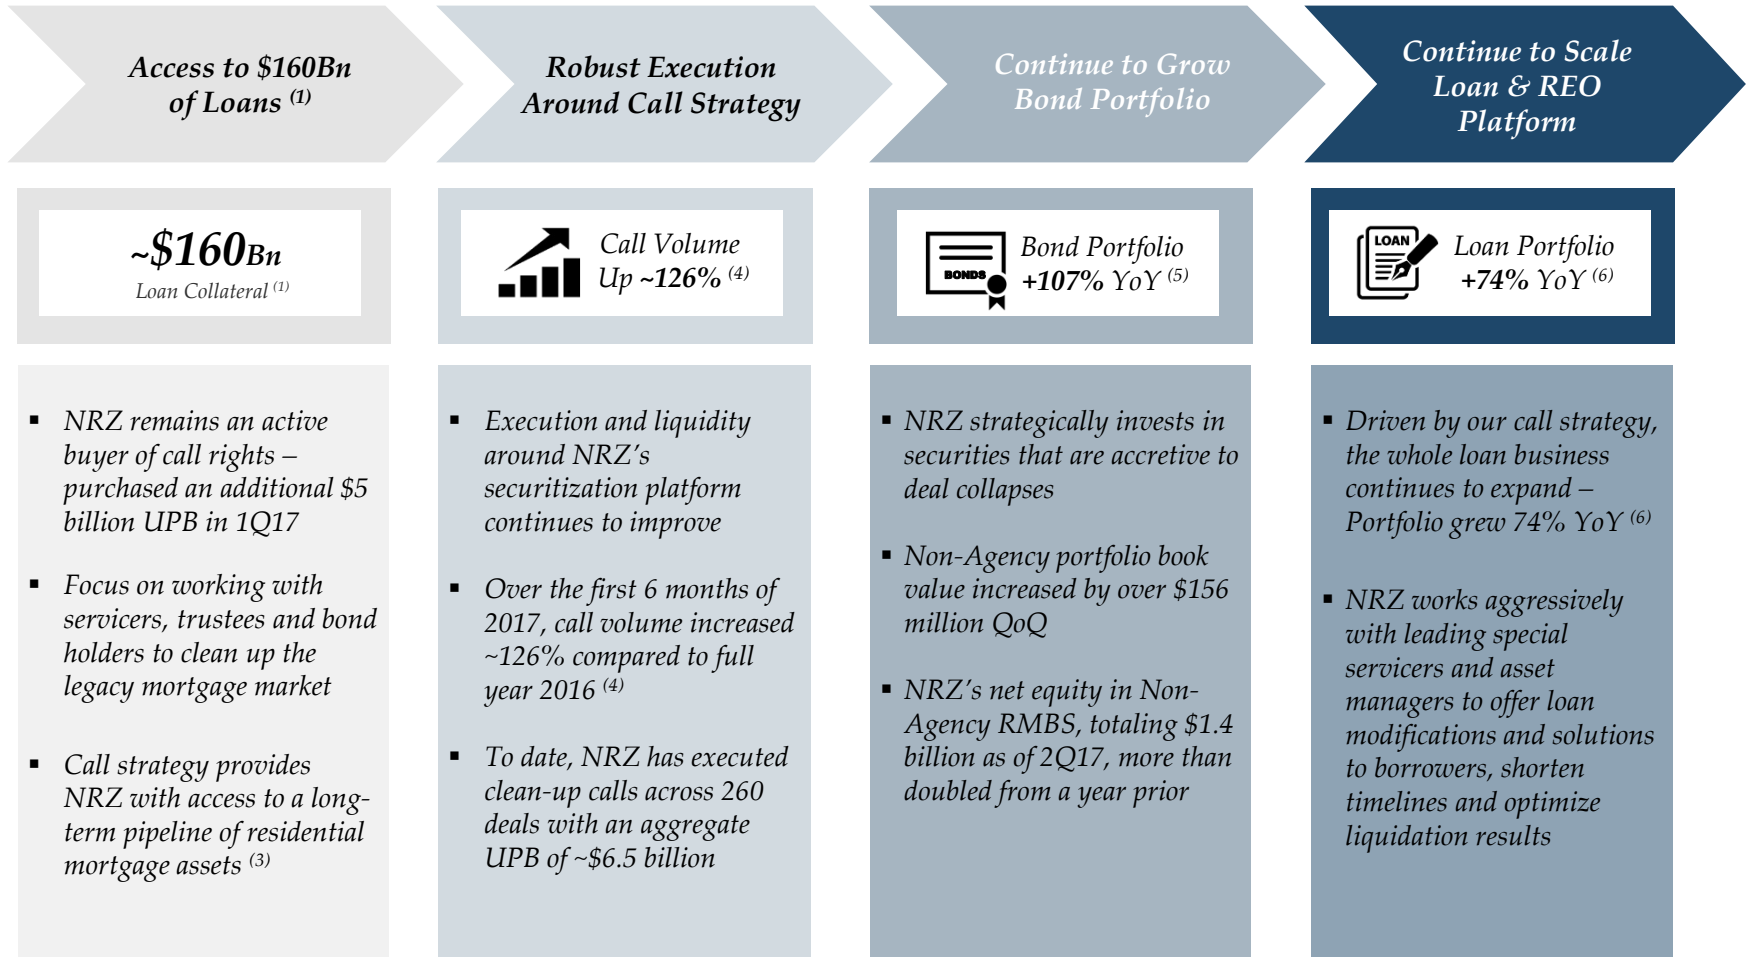 Access to $160Bn
of Loans (1)
Robust Execution
Around Call Strategy
Continue to Grow
Bond Portfolio
Continue to Scale
Loan & REO
Platform
~$160Bn
Loan Collateral (1)
Call Volume
Up ~126% (4)
BONDS
Bond Portfolio
+107% YoY (5)
LOAN
Loan Portfolio
+74% YoY (6)
▪ NRZ remains an active
buyer of call rights –
purchased an additional $5
billion UPB in 1Q17
▪ Focus on working with
servicers, trustees and bond
holders to clean up the
legacy mortgage market
▪ Call strategy provides
NRZ with access to a long-
term pipeline of residential
mortgage assets (3)
▪ Execution and liquidity
around NRZ’s
securitization platform
continues to improve
▪ Over the first 6 months of
2017, call volume increased
~126% compared to full
year 2016 (4)
▪ To date, NRZ has executed
clean-up calls across 260
deals with an aggregate
UPB of ~$6.5 billion
▪ NRZ strategically invests in
securities that are accretive to
deal collapses
▪ Non-Agency portfolio book
value increased by over $156
million QoQ
▪ NRZ’s net equity in Non-
Agency RMBS, totaling $1.4
billion as of 2Q17, more than
doubled from a year prior
▪ Driven by our call strategy,
the whole loan business
continues to expand –
Portfolio grew 74% YoY (6)
▪ NRZ works aggressively
with leading special
servicers and asset
managers to offer loan
modifications and solutions
to borrowers, shorten
timelines and optimize
liquidation results